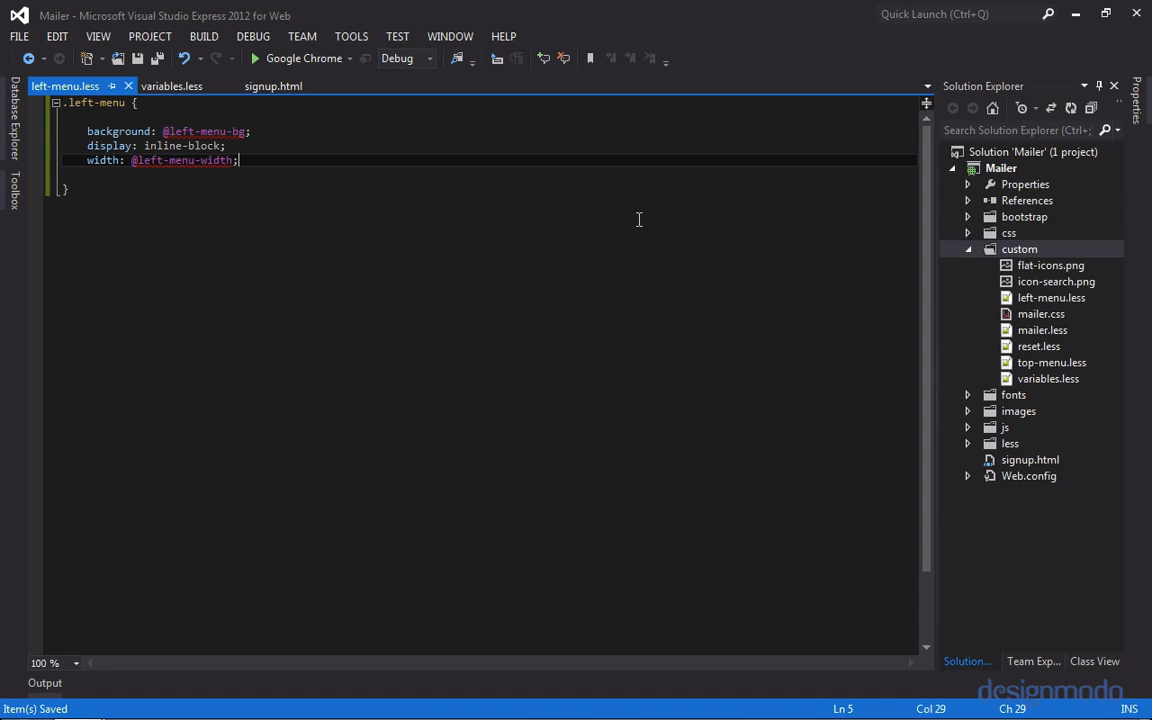 Mailer - Microsoft Visual Studio Express 2012 for Web
Quick Launch (Ctrl+Q)
FILE EDIT VIEW PROJECT BUILD DEBUG TEAM TOOLS TEST WINDOW HELP
Google Chrome Debug
left-menu.less variables.less signup.html
Database Explorer
Toolbox
.left-menu {
background: @left-menu-bg;
display: inline-block;
width: @left-menu-width;
}
100 %
Output
Solution Explorer
Search Solution Explorer (Ctrl+;
Solution 'Mailer' (1 project)
Mailer
Properties
References
bootstrap
css
custom
flat-icons.png
icon-search.png
left-menu.less
mailer.css
mailer.less
reset.less
top-menu.less
variables.less
fonts
images
js
less
signup.html
Web.config
Solution... Team Exp... Class View
Properties
designmodo
Item(s) Saved Ln 5 Col 29 Ch 29 INS